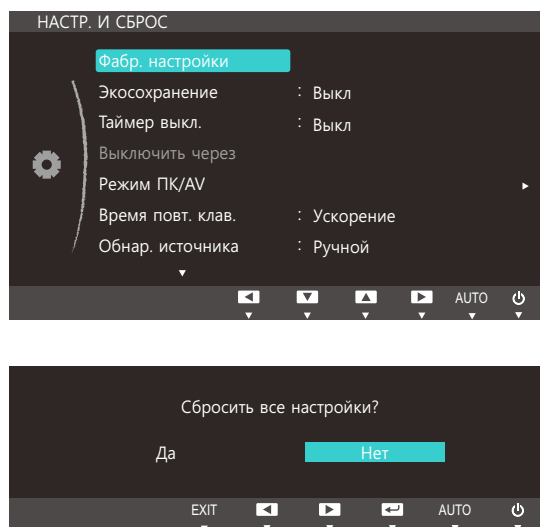 НАСТР. И СБРОС
Фабр. настройки
Экосохранение : Выкл
Таймер выкл. : Выкл
Выключить через
Режим ПК/AV
Время повт. клав. : Ускорение
Обнар. источника : Ручной
AUTO
Сбросить все настройки?
Да Нет
EXIT AUTO